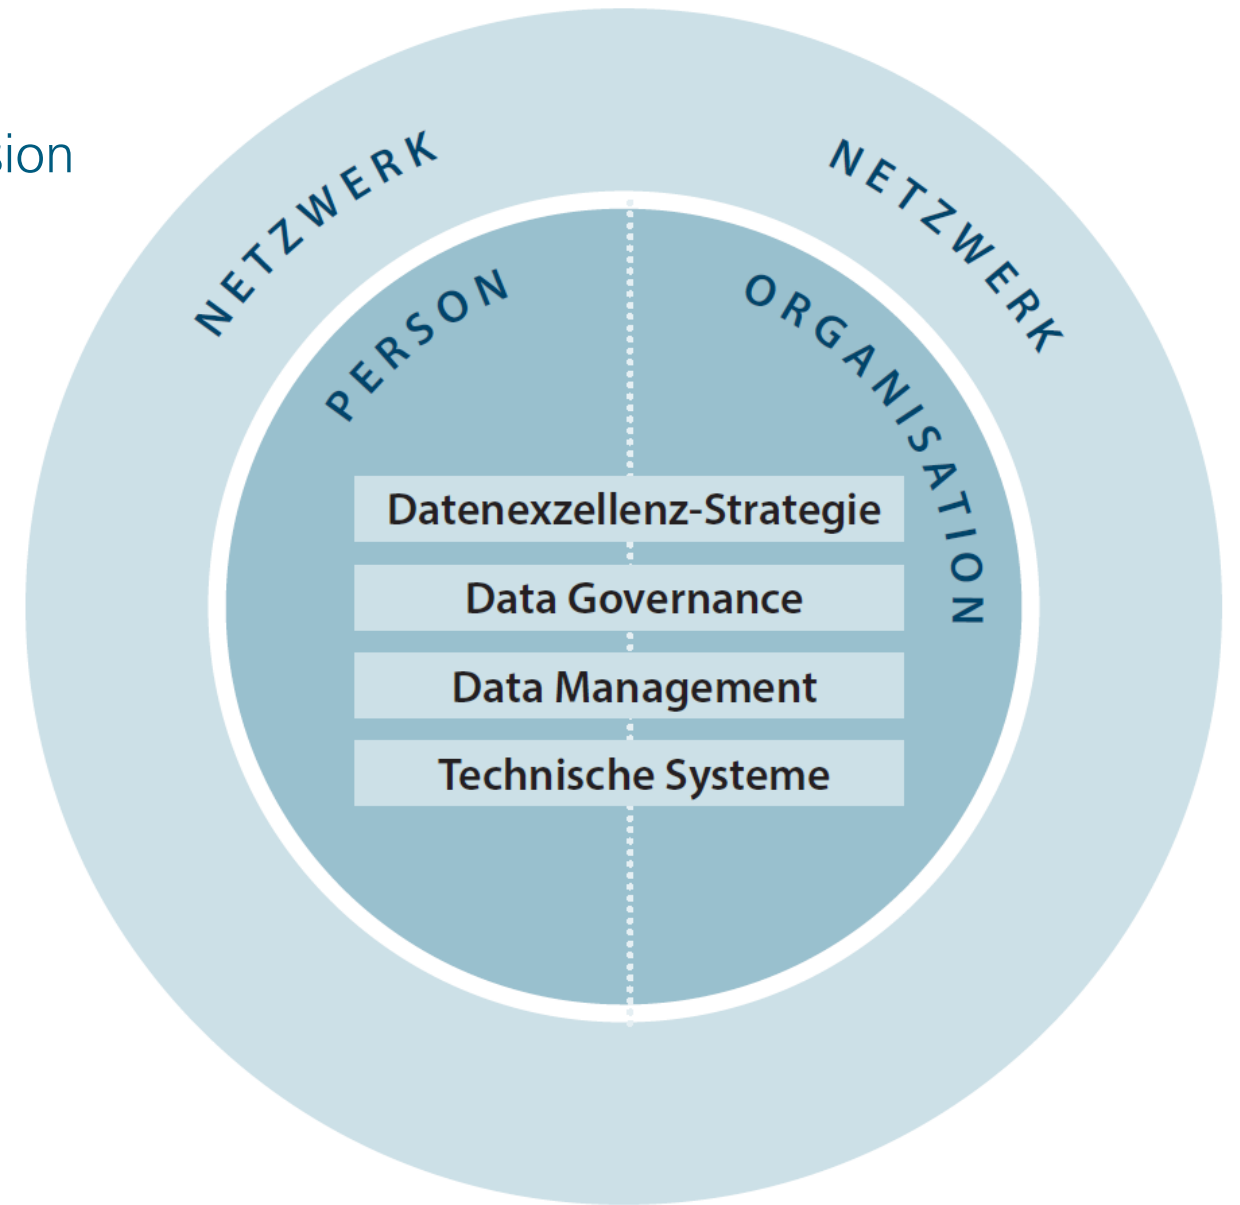 sion
NETZWERK
NETZWERK
PERSON
ORGANISATION
Datenexzellenz-Strategie
Data Governance
Data Management
Technische Systeme